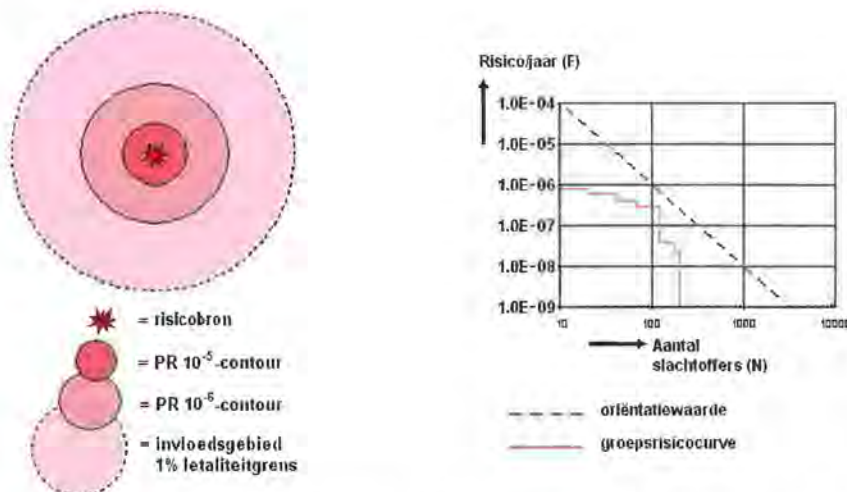 = risicobron
= PR 10⁻⁵-contour
= PR 10⁻⁶-contour
= invloedsgebied
1% letaliteitgrens
Risico/jaar (F)
1.0E-04
1.0E-05
1.0E-06
1.0E-07
1.0E-08
1.0E-09
10
100
1000
10000
Aantal
slachtoffers (N)
oriëntatiewaarde
groepsrisicocurve